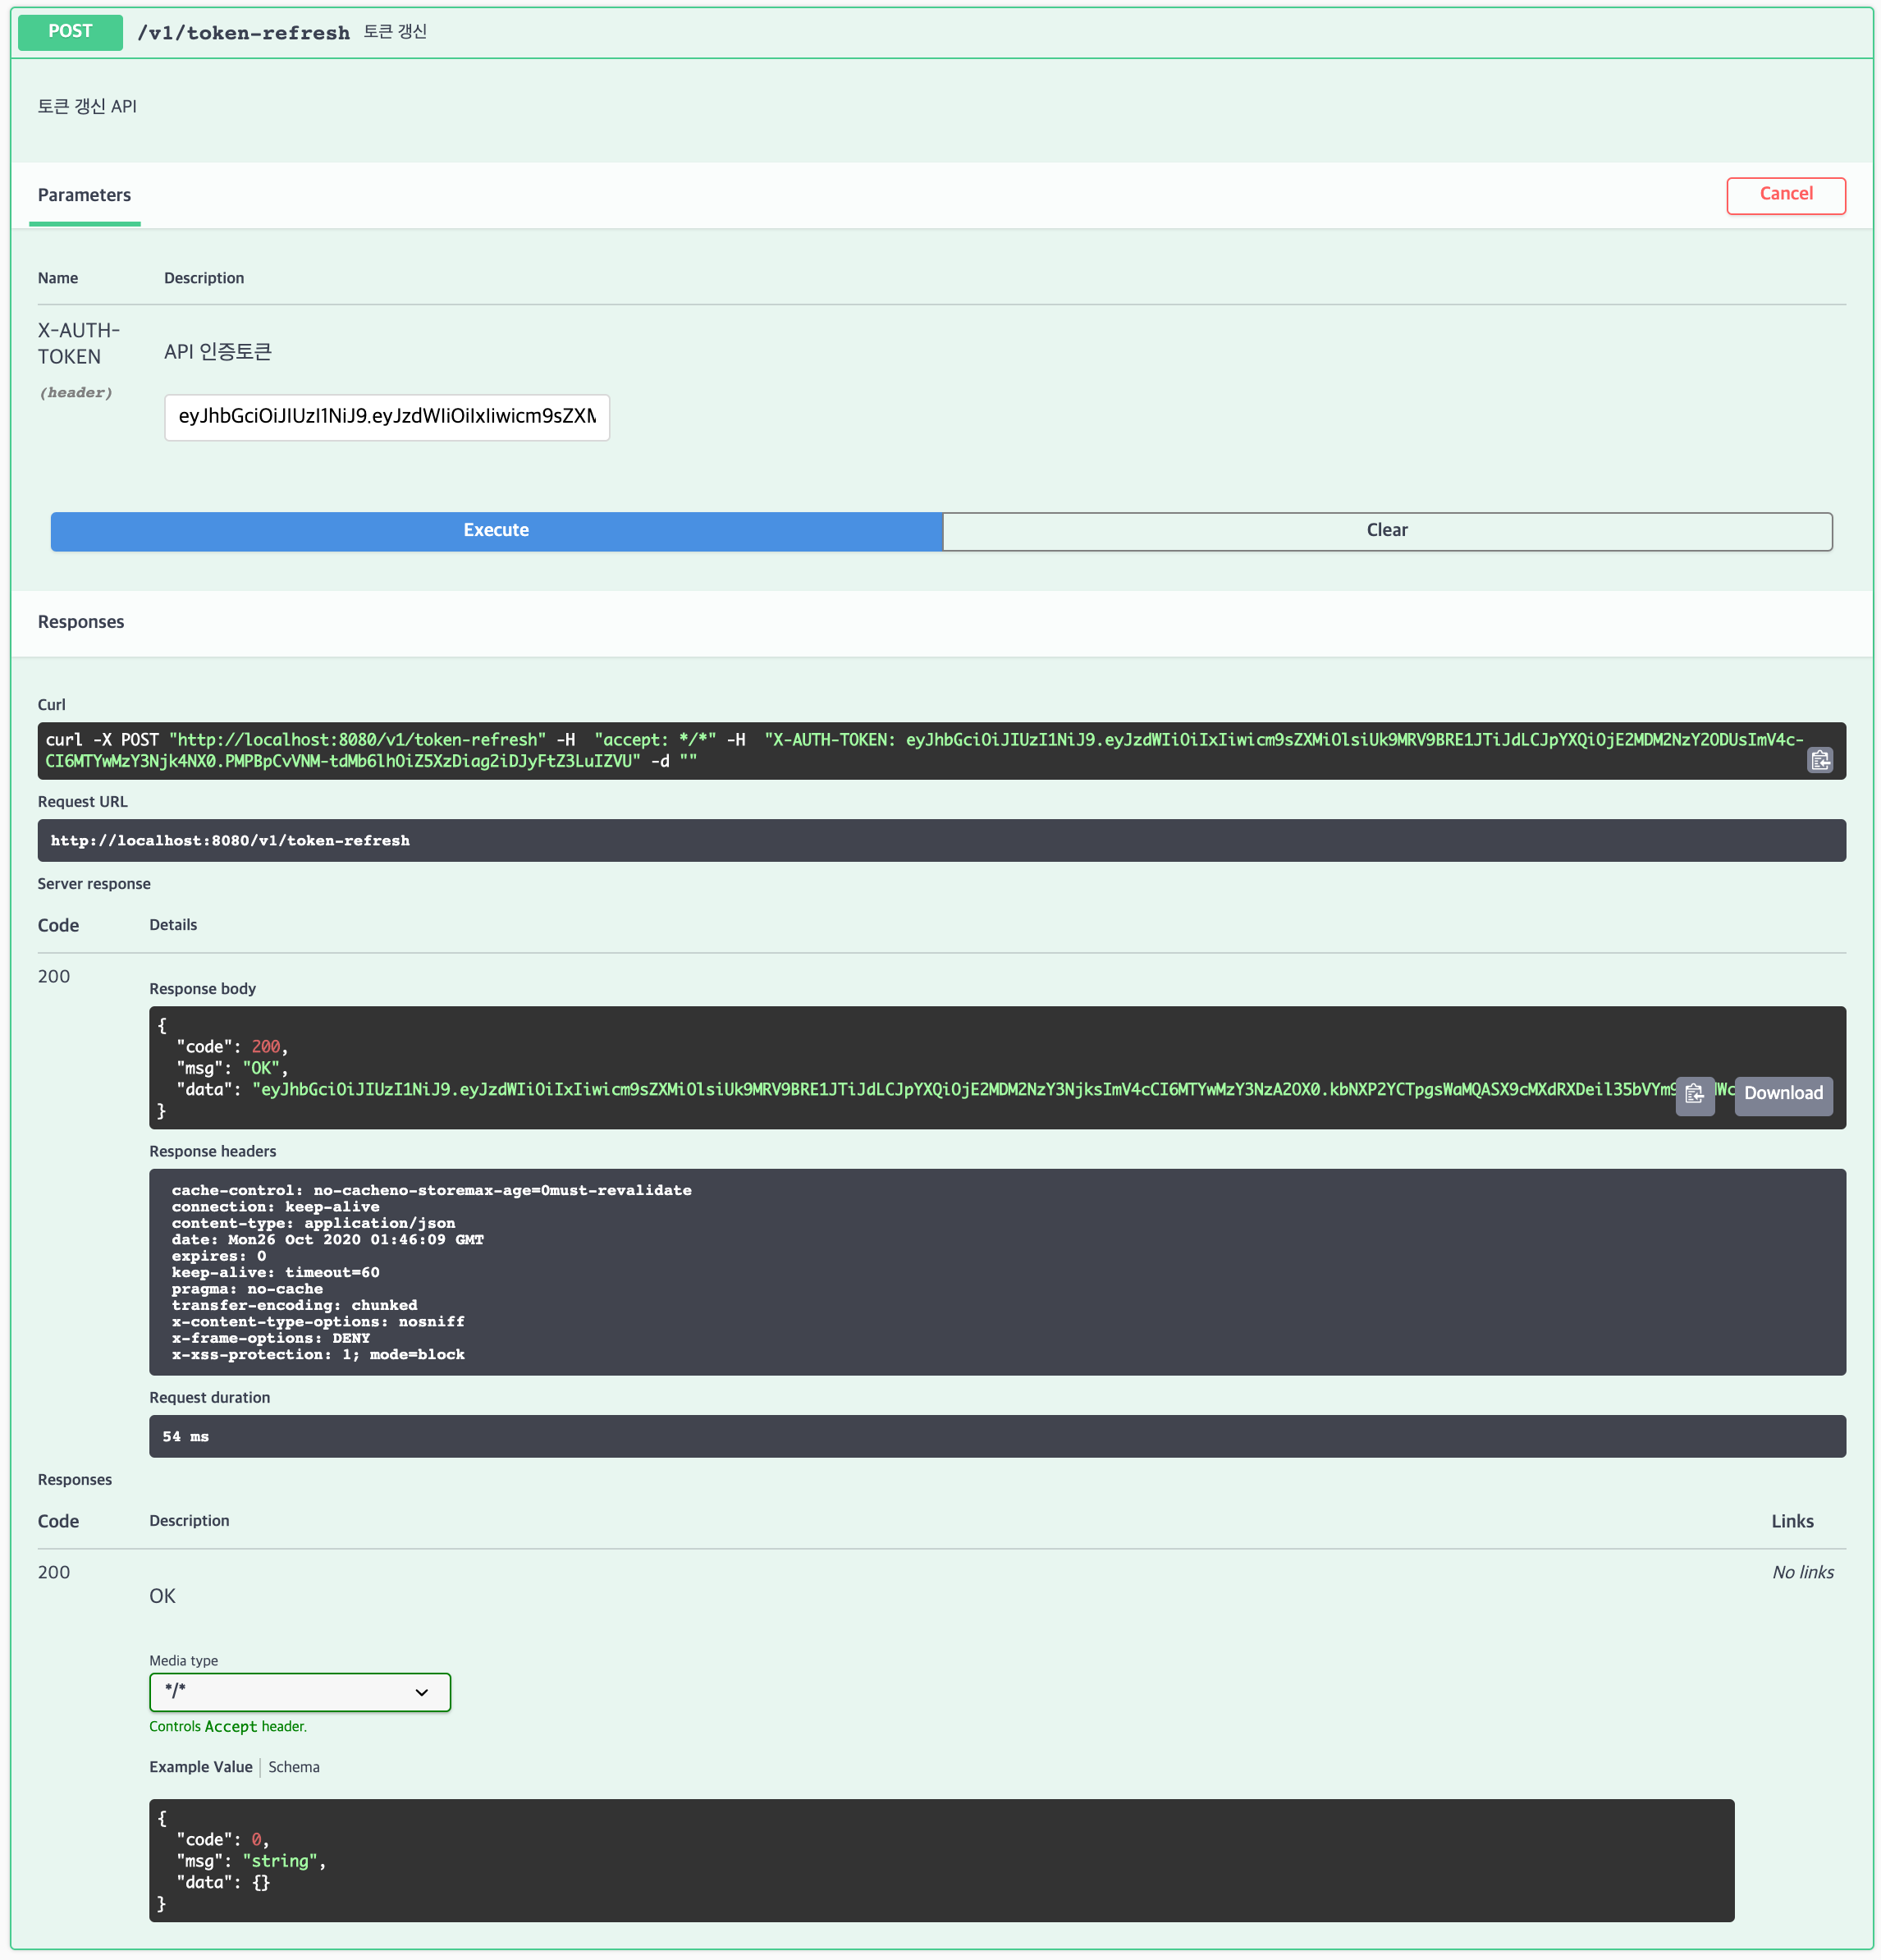 POST /v1/token-refresh 토큰 갱신
토큰 갱신 API
Parameters
Cancel
Name Description
X-AUTH-
TOKEN
(header)
API 인증토큰
eyJhbGciOiJIUzI1NiJ9.eyJzdWIiOiIxIiwicm9sZXM
Execute Clear
Responses
Curl
curl -X POST "http://localhost:8080/v1/token-refresh" -H  "accept: */*" -H  "X-AUTH-TOKEN: eyJhbGciOiJIUzI1NiJ9.eyJzdWIiOiIxIiwicm9sZXMiOlsiUk9MRV9BRE1JTiJdLCJpYXQiOjE2MDM2NzY2ODUsImV4c-
CI6MTYwMzY3Njk4NX0.PMPBpCvVNM-tdMb6lhOiZ5XzDiag2iDJyFtZ3LuIZVU" -d ""
Request URL
http://localhost:8080/v1/token-refresh
Server response
Code Details
200
Response body
{
"code": 200,
"msg": "OK",
"data": "eyJhbGciOiJIUzI1NiJ9.eyJzdWIiOiIxIiwicm9sZXMiOlsiUk9MRV9BRE1JTiJdLCJpYXQiOjE2MDM2NzY3NjksImV4cCI6MTYwMzY3NzA2OX0.kbNXP2YCTpgsWaMQASX9cMXdRXDeil35bVYm9
}
Download
Response headers
cache-control: no-cacheno-storemax-age=0must-revalidate
connection: keep-alive
content-type: application/json
date: Mon26 Oct 2020 01:46:09 GMT
expires: 0
keep-alive: timeout=60
pragma: no-cache
transfer-encoding: chunked
x-content-type-options: nosniff
x-frame-options: DENY
x-xss-protection: 1; mode=block
Request duration
54 ms
Responses
Code Description Links
200
OK
No links
Media type
*/*
Controls Accept header.
Example Value Schema
{
"code": 0,
"msg": "string",
"data": {}
}